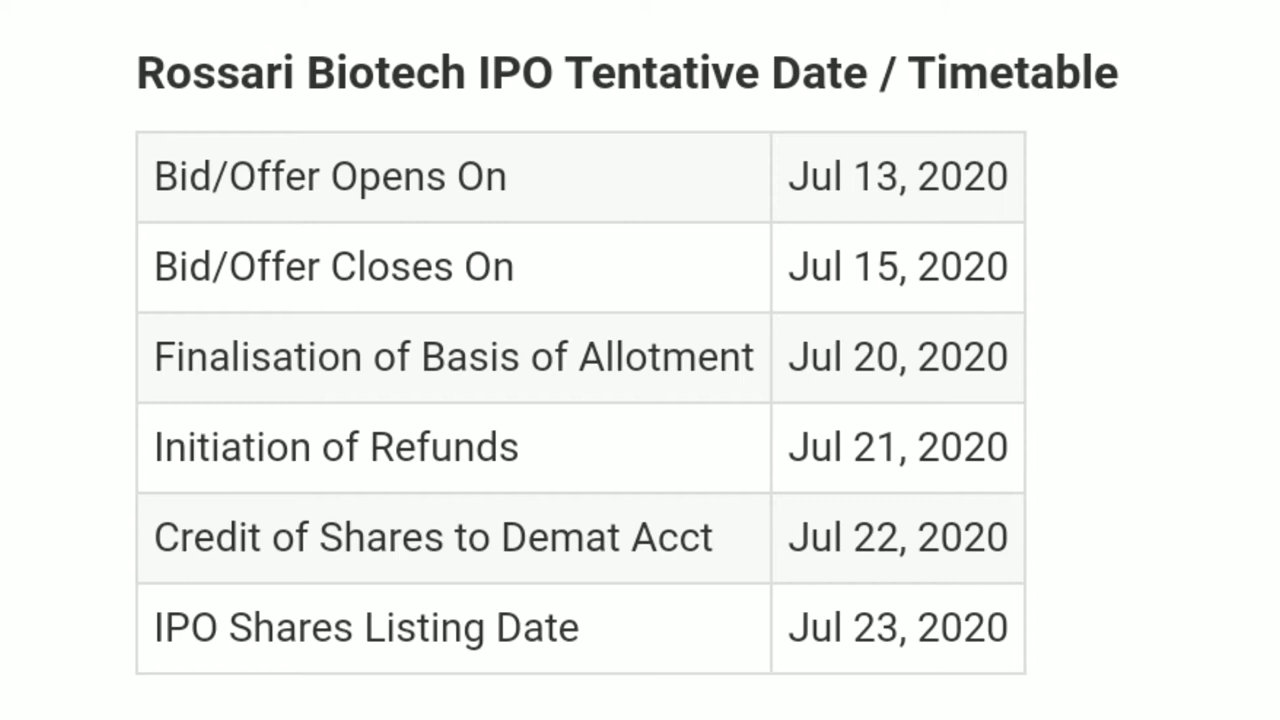 Rossari Biotech IPO Tentative Date / Timetable
Bid/Offer Opens On Jul 13, 2020
Bid/Offer Closes On Jul 15, 2020
Finalisation of Basis of Allotment Jul 20, 2020
Initiation of Refunds Jul 21, 2020
Credit of Shares to Demat Acct Jul 22, 2020
IPO Shares Listing Date Jul 23, 2020